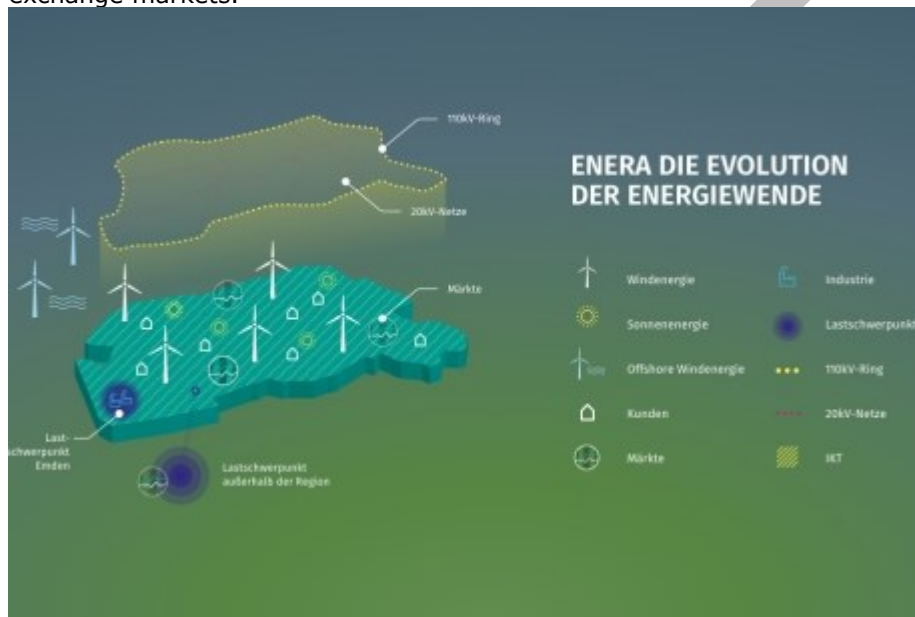 exchange markets.
110kV-Ring
20kV-Netze
Märkte
Last-
schwerpunkt
Emden
Lastschwerpunkt
außerhalb der Region
ENERA DIE EVOLUTION
DER ENERGIEWENDE
Windenergie
Sonnenenergie
Offshore Windenergie
Kunden
Märkte
Industrie
Lastschwerpunkt
110kV-Ring
20kV-Netze
IKT